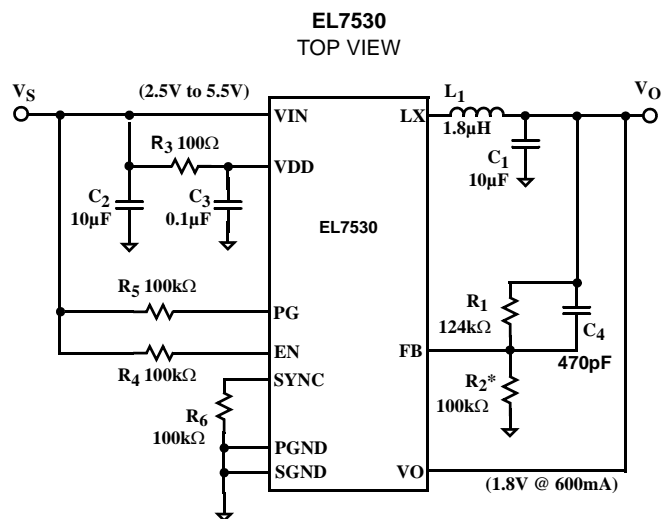 EL7530
TOP VIEW
VS
(2.5V to 5.5V)
VIN
LX
L1
1.8µH
VO
R3 100Ω
VDD
C1
10µF
C2
10µF
C3
0.1µF
EL7530
R5 100kΩ
PG
R1
124kΩ
C4
470pF
EN
FB
R4 100kΩ
SYNC
R2*
100kΩ
R6
100kΩ
PGND
SGND
VO
(1.8V @ 600mA)